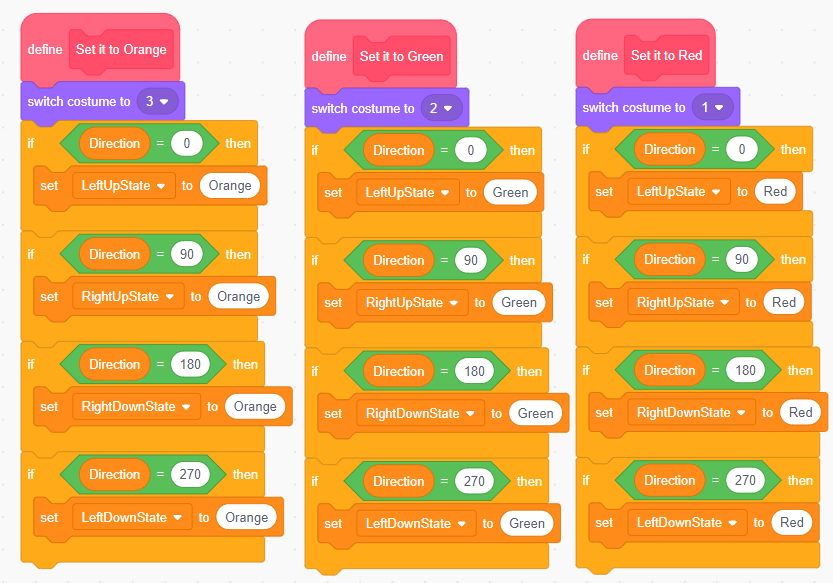 define Set it to Orange
switch costume to 3
if Direction = 0 then
set LeftUpState to Orange
if Direction = 90 then
set RightUpState to Orange
if Direction = 180 then
set RightDownState to Orange
if Direction = 270 then
set LeftDownState to Orange
define Set it to Green
switch costume to 2
if Direction = 0 then
set LeftUpState to Green
if Direction = 90 then
set RightUpState to Green
if Direction = 180 then
set RightDownState to Green
if Direction = 270 then
set LeftDownState to Green
define Set it to Red
switch costume to 1
if Direction = 0 then
set LeftUpState to Red
if Direction = 90 then
set RightUpState to Red
if Direction = 180 then
set RightDownState to Red
if Direction = 270 then
set LeftDownState to Red